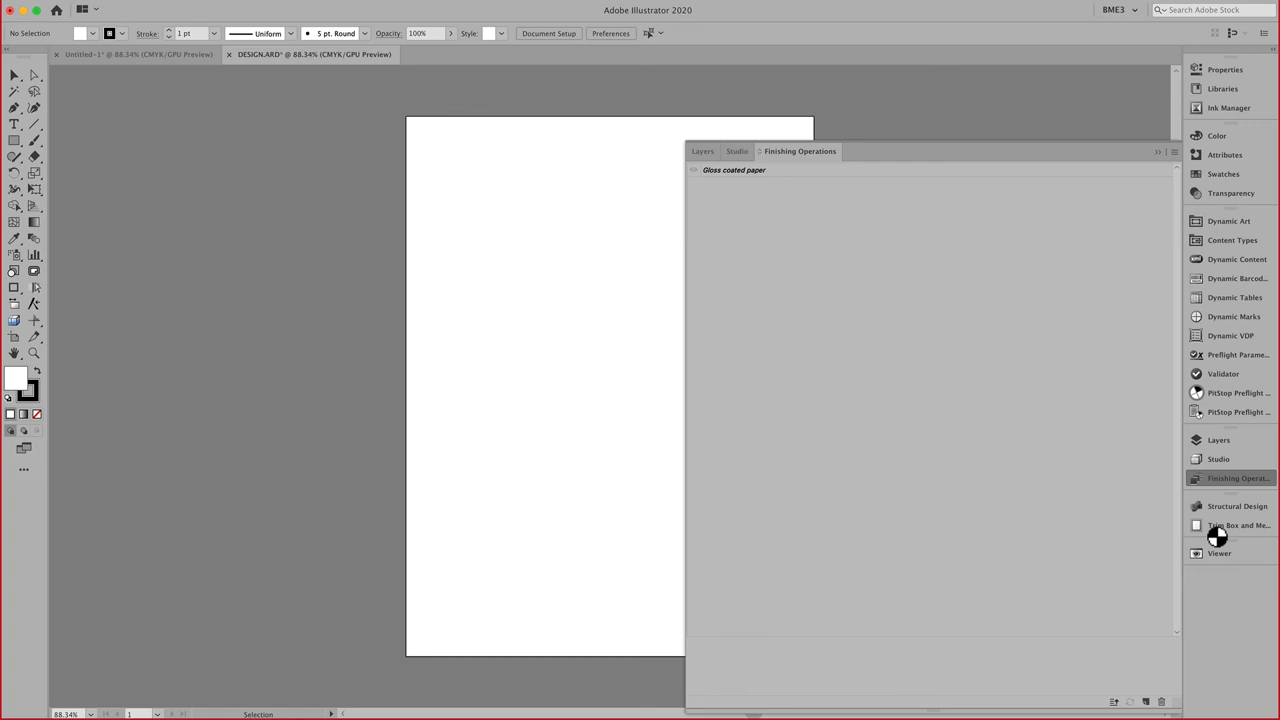 Adobe Illustrator 2020
BME3
Search Adobe Stock
No Selection
Stroke:
1 pt
Uniform
5 pt. Round
Opacity:
100%
Style:
Document Setup
Preferences
Untitled-1* @ 88.34% (CMYK/GPU Preview)
DESIGN.ARD* @ 88.34% (CMYK/GPU Preview)
Layers
Studio
Finishing Operations
Gloss coated paper
Properties
Libraries
Ink Manager
Color
Attributes
Swatches
Transparency
Dynamic Art
Content Types
Dynamic Content
Dynamic Barcod...
Dynamic Tables
Dynamic Marks
Dynamic VDP
Preflight Parame...
Validator
PitStop Preflight ...
PitStop Preflight ...
Layers
Studio
Finishing Operat...
Structural Design
Trim Box and Me...
Viewer
88.34%
1
Selection